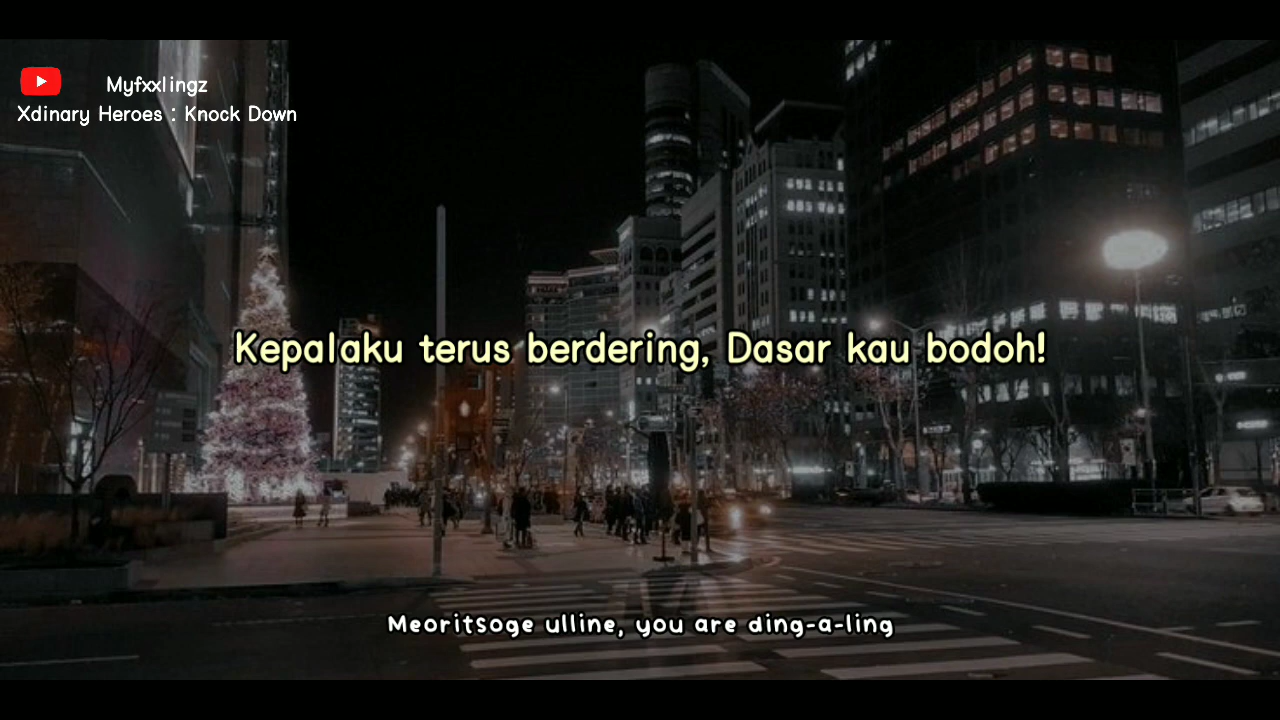 Myfxxlingz
Xdinary Heroes : Knock Down
Kepalaku terus berdering, Dasar kau bodoh!
Meoritsoge ulline, you are ding-a-ling